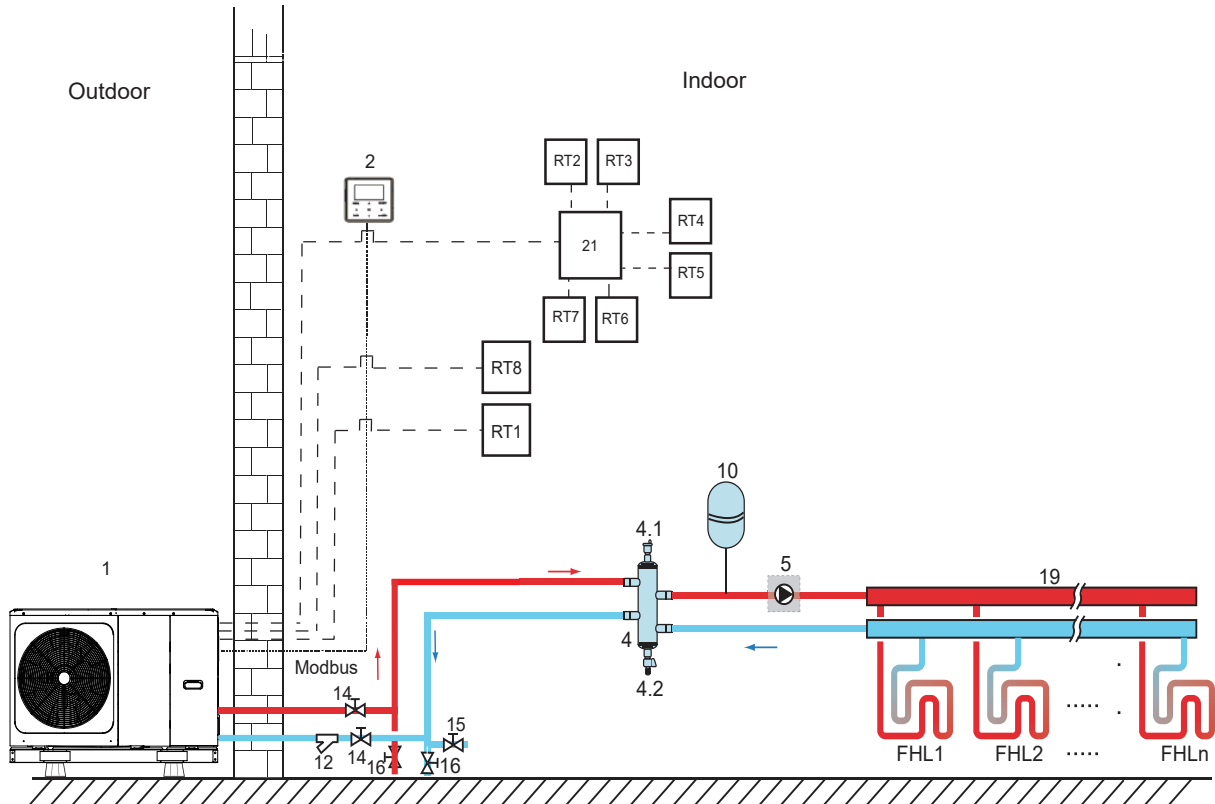 Outdoor
Indoor
2
RT2
RT3
RT4
21
RT5
RT7
RT6
RT8
RT1
10
4.1
5
19
1
4
Modbus
4.2
14
15
12
14
16
16
.....
.
.
FHL1
FHL2
.....
FHLn